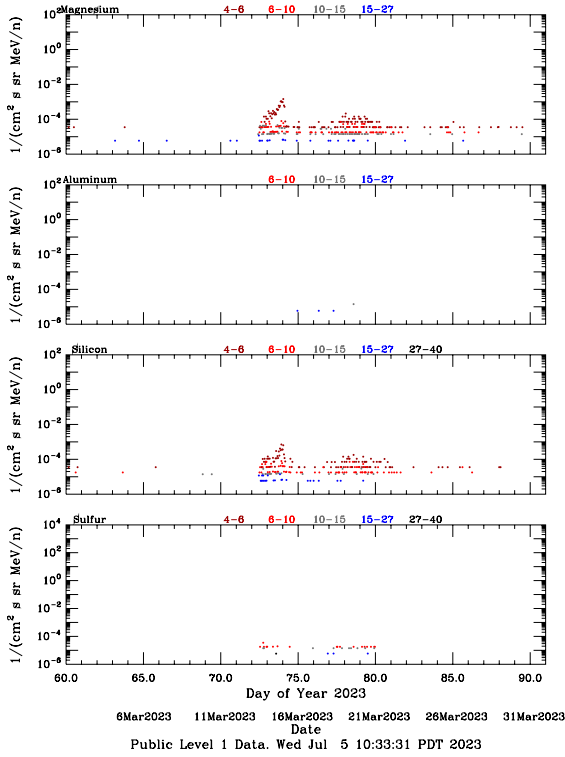 Magnesium 4-6 6-10 10-15 15-27
10² 10⁰ 10⁻² 10⁻⁴ 10⁻⁶
1/(cm² s sr MeV/n)
Aluminum 6-10 10-15 15-27
10² 10⁰ 10⁻² 10⁻⁴ 10⁻⁶
1/(cm² s sr MeV/n)
Silicon 4-6 6-10 10-15 15-27 27-40
10² 10⁰ 10⁻² 10⁻⁴ 10⁻⁶
1/(cm² s sr MeV/n)
Sulfur 4-6 6-10 10-15 15-27 27-40
10⁴ 10² 10⁰ 10⁻² 10⁻⁴ 10⁻⁶
1/(cm² s sr MeV/n)
60.0 65.0 70.0 75.0 80.0 85.0 90.0
Day of Year 2023
6Mar2023 11Mar2023 16Mar2023 21Mar2023 26Mar2023 31Mar2023
Date
Public Level 1 Data. Wed Jul 5 10:33:31 PDT 2023